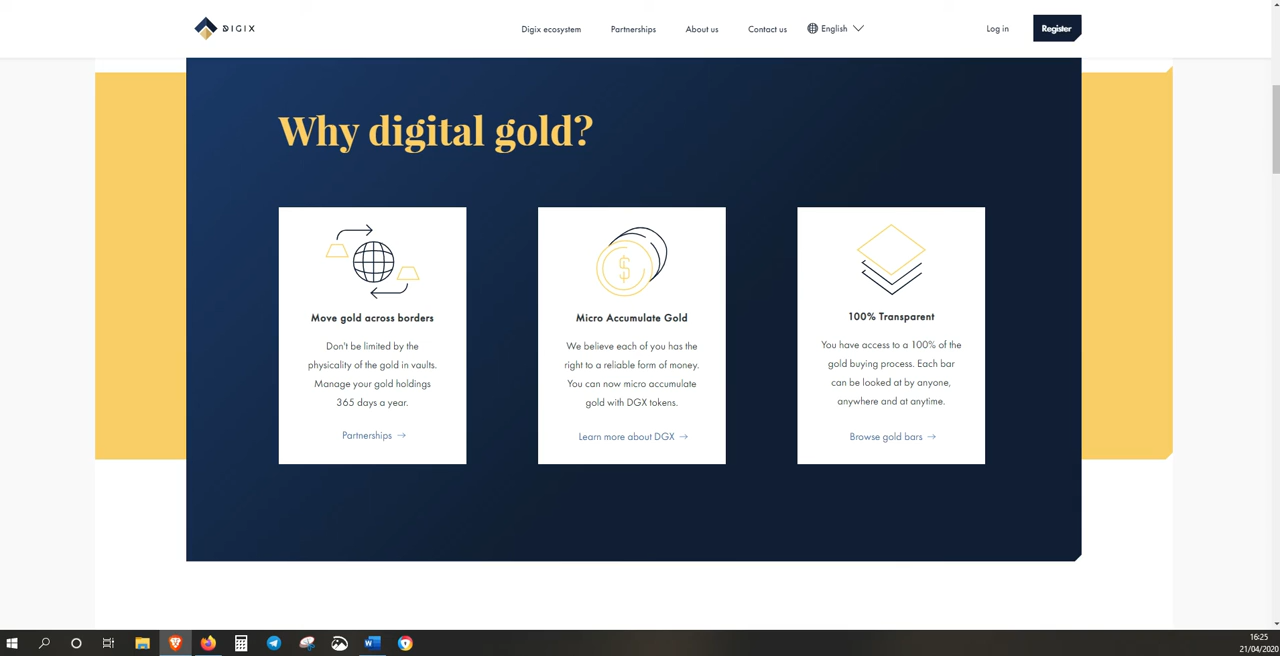 DIGIX
Digix ecosystem
Partnerships
About us
Contact us
English
Log in
Register
Why digital gold?
$
Move gold across borders
Don't be limited by the
physicality of the gold in vaults.
Manage your gold holdings
365 days a year.
Partnerships →
Micro Accumulate Gold
We believe each of you has the
right to a reliable form of money.
You can now micro accumulate
gold with DGX tokens.
Learn more about DGX →
100% Transparent
You have access to a 100% of the
gold buying process. Each bar
can be looked at by anyone,
anywhere and at anytime.
Browse gold bars →
W
16:25
21/04/2020